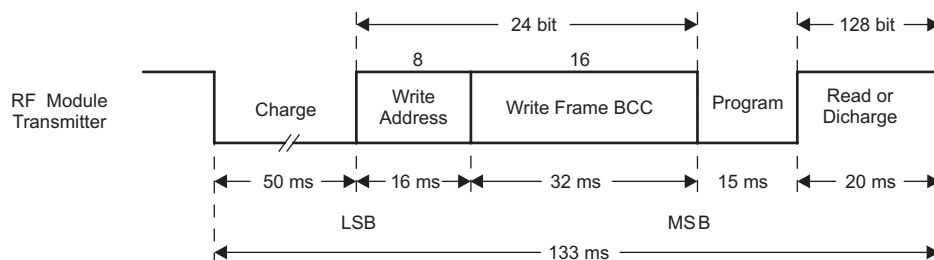 24 bit
128 bit
8
16
RF Module
Transmitter
Charge
Write
Address
Write Frame BCC
Program
Read or
Dicharge
50 ms
16 ms
32 ms
15 ms
20 ms
LSB
MSB
133 ms